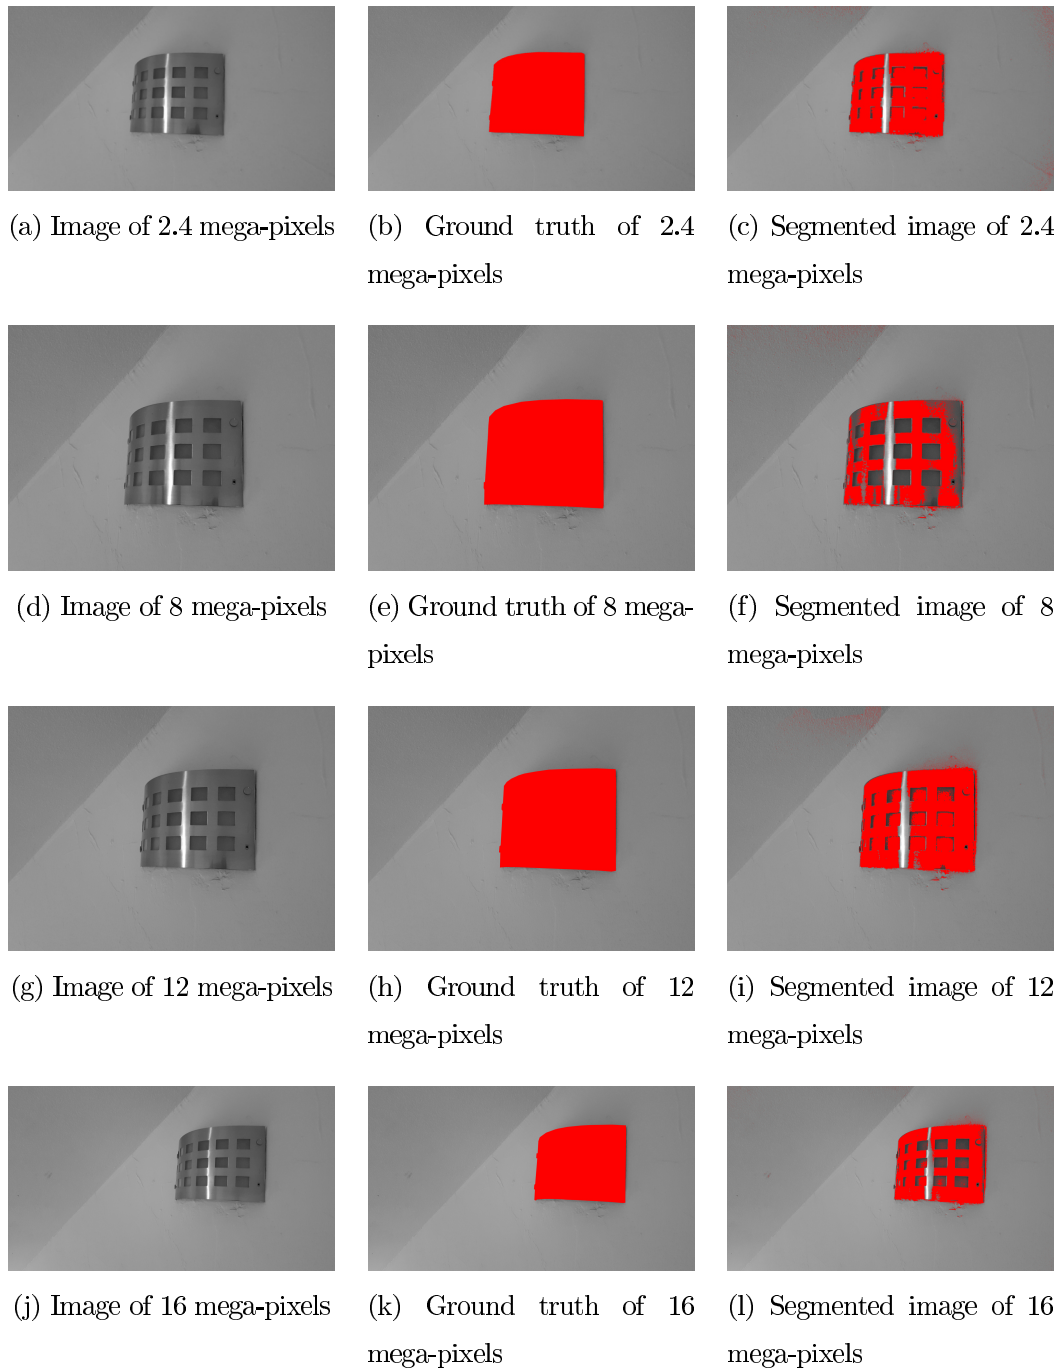 (a) Image of 2.4 mega-pixels
(b) Ground truth of 2.4
mega-pixels
(c) Segmented image of 2.4
mega-pixels
(d) Image of 8 mega-pixels
(e) Ground truth of 8 mega-
pixels
(f) Segmented image of 8
mega-pixels
(g) Image of 12 mega-pixels
(h) Ground truth of 12
mega-pixels
(i) Segmented image of 12
mega-pixels
(j) Image of 16 mega-pixels
(k) Ground truth of 16
mega-pixels
(l) Segmented image of 16
mega-pixels